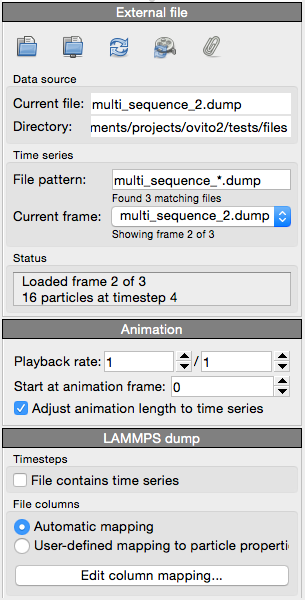 External file
Data source
Current file: multi_sequence_2.dump
Directory: ments/projects/ovito2/tests/files
Time series
File pattern: multi_sequence_*.dump
Found 3 matching files
Current frame: multi_sequence_2.dump
Showing frame 2 of 3
Status
Loaded frame 2 of 3
16 particles at timestep 4
Animation
Playback rate: 1 / 1
Start at animation frame: 0
Adjust animation length to time series
LAMMPS dump
Timesteps
File contains time series
File columns
Automatic mapping
User-defined mapping to particle properti
Edit column mapping...